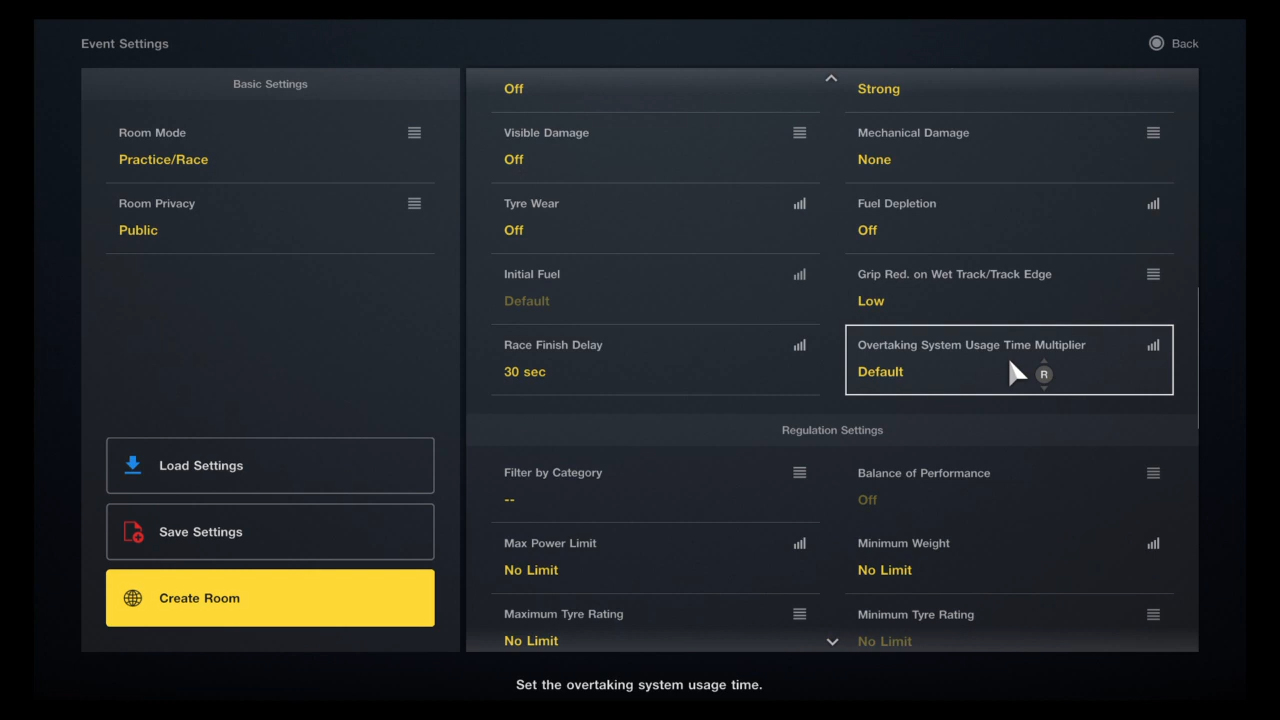 Event Settings
Back
Basic Settings
Room Mode
Practice/Race
Room Privacy
Public
Load Settings
Save Settings
Create Room
Off
Strong
Visible Damage
Off
Mechanical Damage
None
Tyre Wear
Off
Fuel Depletion
Off
Initial Fuel
Default
Grip Red. on Wet Track/Track Edge
Low
Race Finish Delay
30 sec
Overtaking System Usage Time Multiplier
Default
R
Regulation Settings
Filter by Category
--
Balance of Performance
Off
Max Power Limit
No Limit
Minimum Weight
No Limit
Maximum Tyre Rating
No Limit
Minimum Tyre Rating
No Limit
Set the overtaking system usage time.